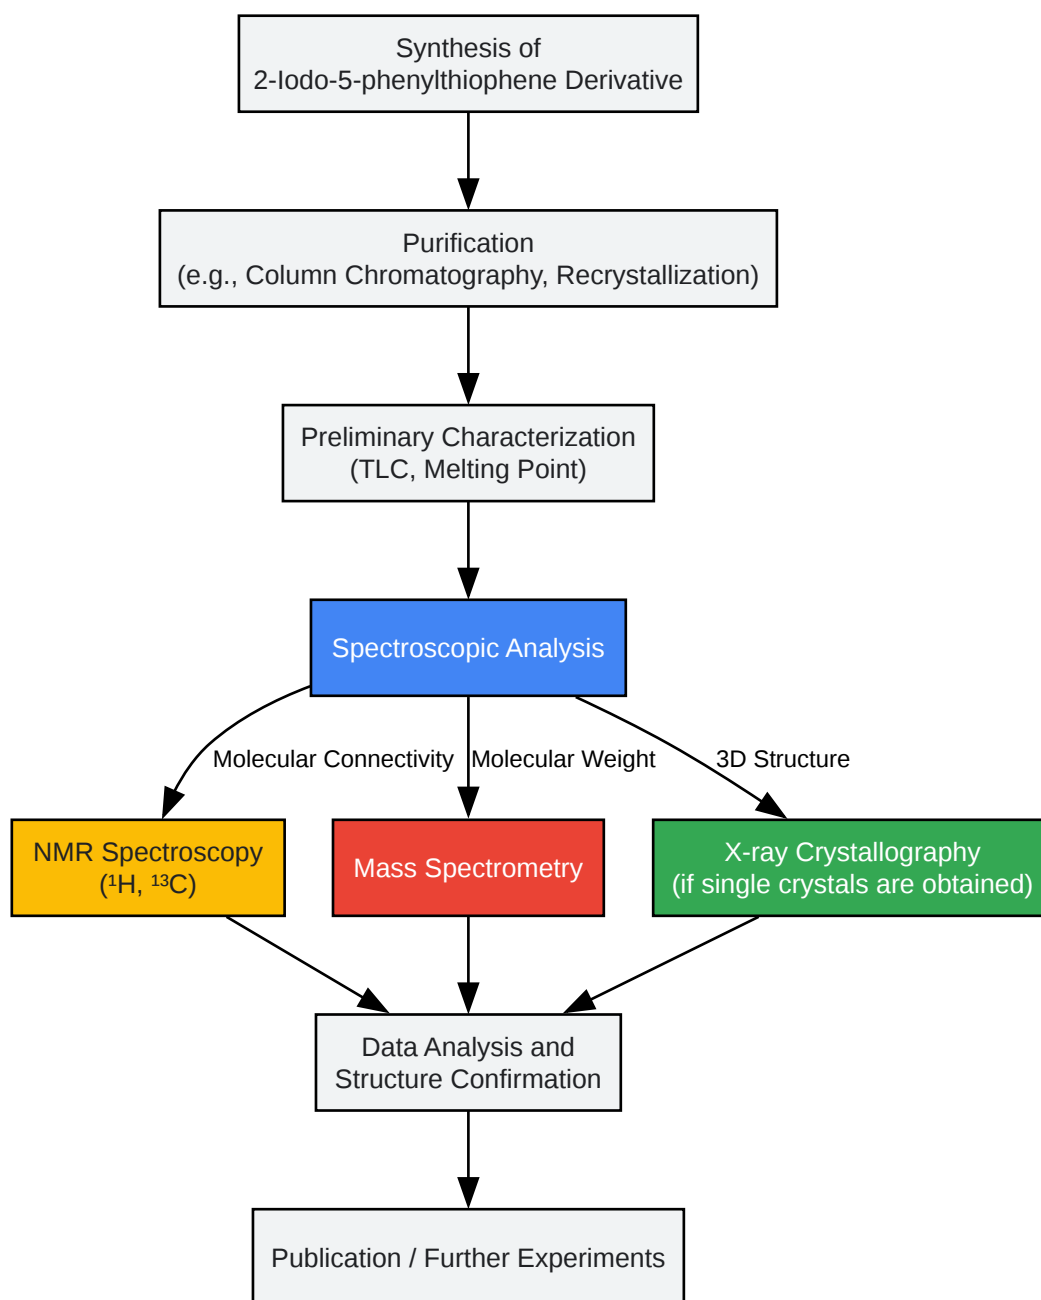 Synthesis of
2-Iodo-5-phenylthiophene Derivative
Purification
(e.g., Column Chromatography, Recrystallization)
Preliminary Characterization
(TLC, Melting Point)
Spectroscopic Analysis
Molecular Connectivity
Molecular Weight
3D Structure
NMR Spectroscopy
(¹H, ¹³C)
Mass Spectrometry
X-ray Crystallography
(if single crystals are obtained)
Data Analysis and
Structure Confirmation
Publication / Further Experiments